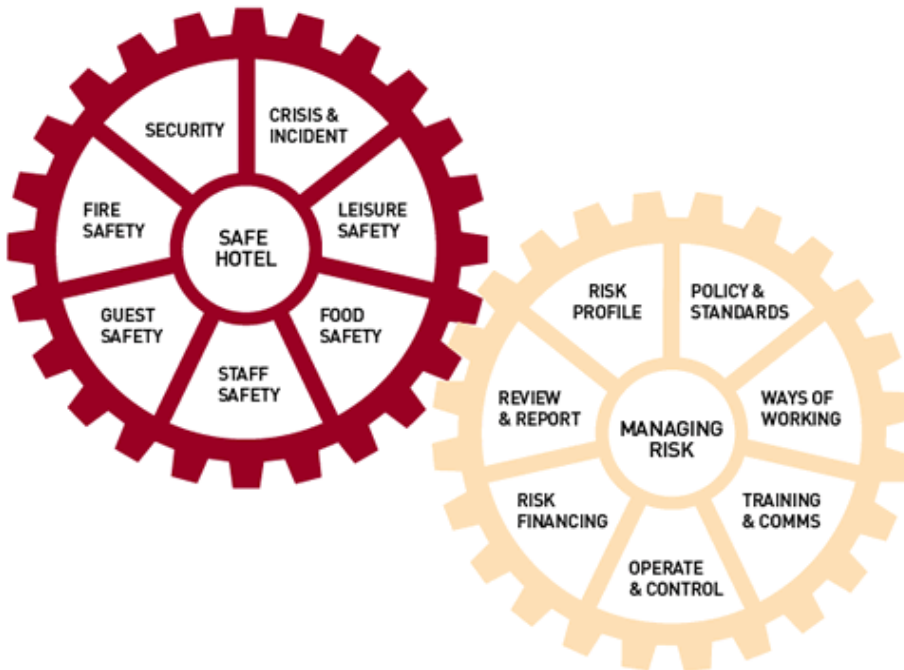 SECURITY
CRISIS &
INCIDENT
LEISURE
SAFETY
FOOD
SAFETY
STAFF
SAFETY
GUEST
SAFETY
FIRE
SAFETY
SAFE
HOTEL
RISK
PROFILE
POLICY &
STANDARDS
WAYS OF
WORKING
TRAINING
& COMMS
OPERATE
& CONTROL
RISK
FINANCING
REVIEW
& REPORT
MANAGING
RISK